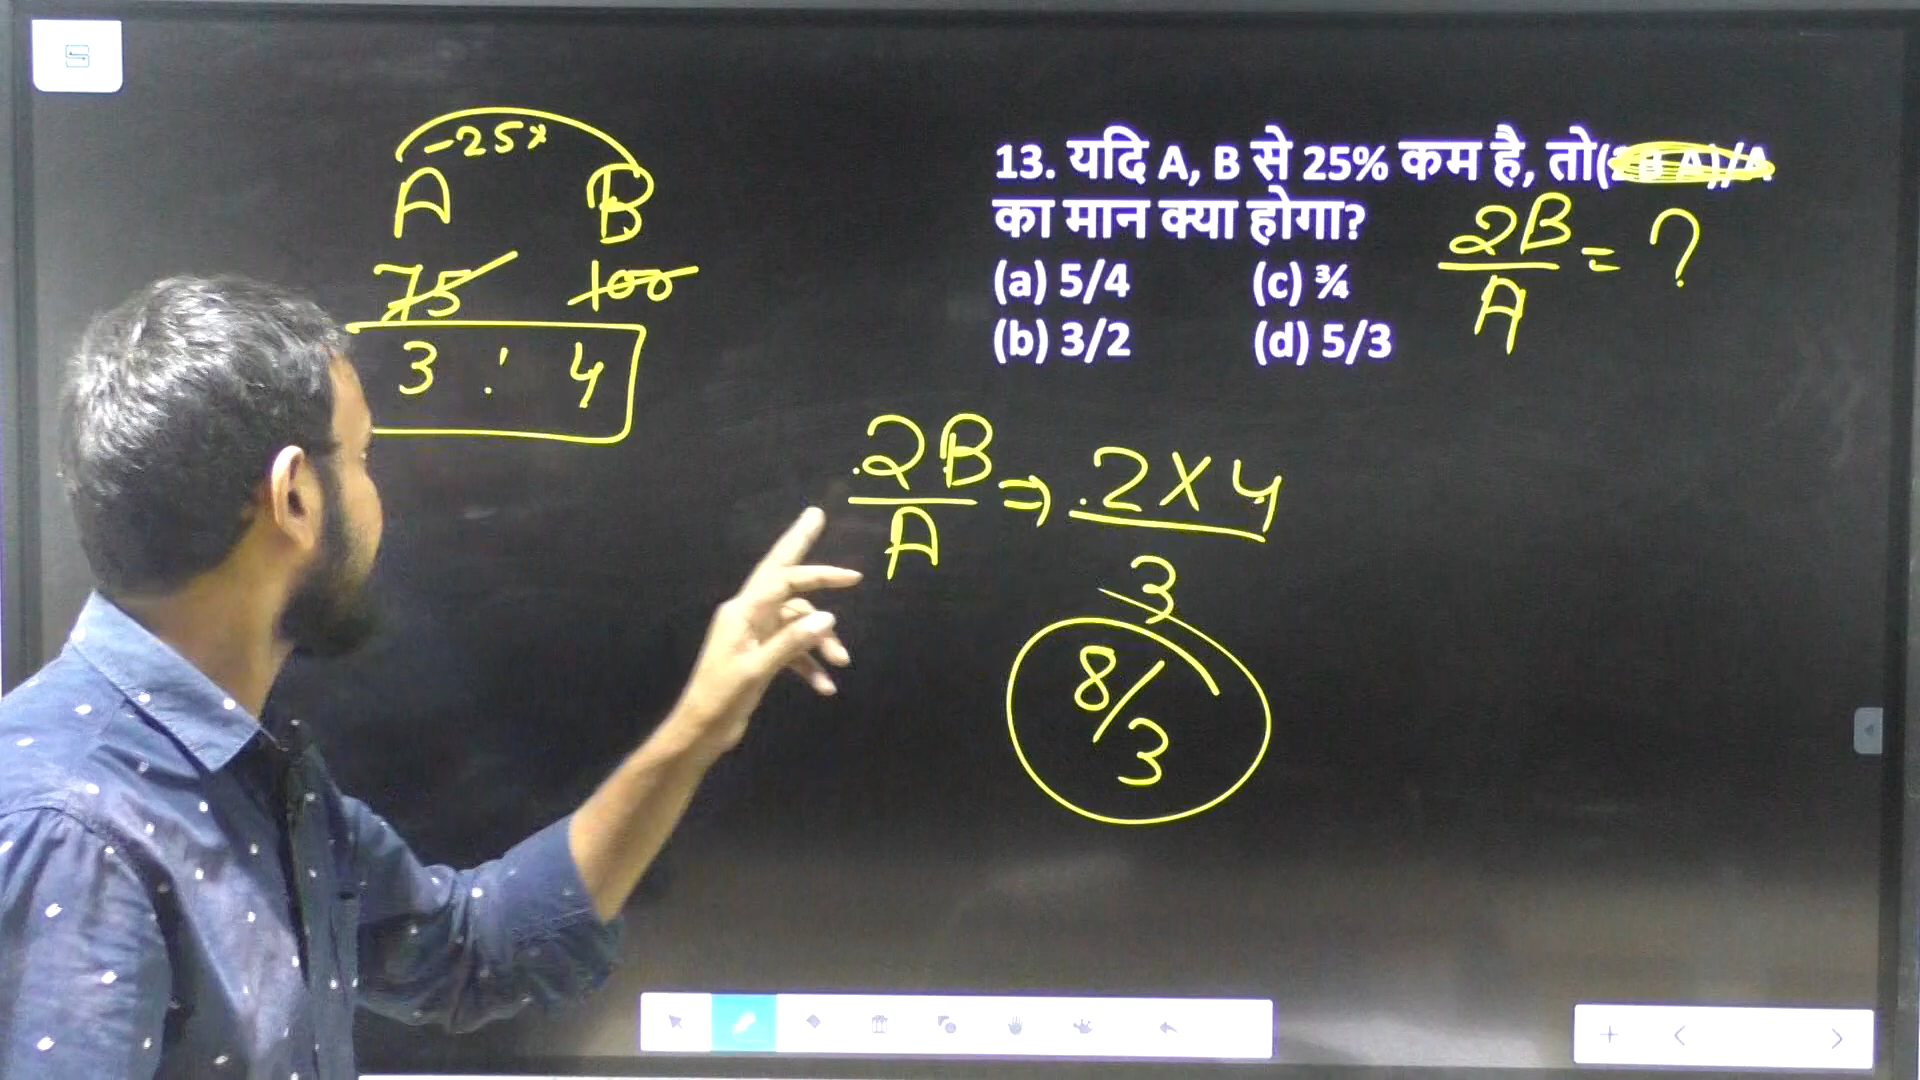 -25%
A B
75 100
3 : 4
13. यदि A, B से 25% कम है, तो (2B-A)/A
का मान क्या होगा?
(a) 5/4 (c) ¾
(b) 3/2 (d) 5/3
2B/A = ?
2B/A ⇒ 2×4/3
8/3